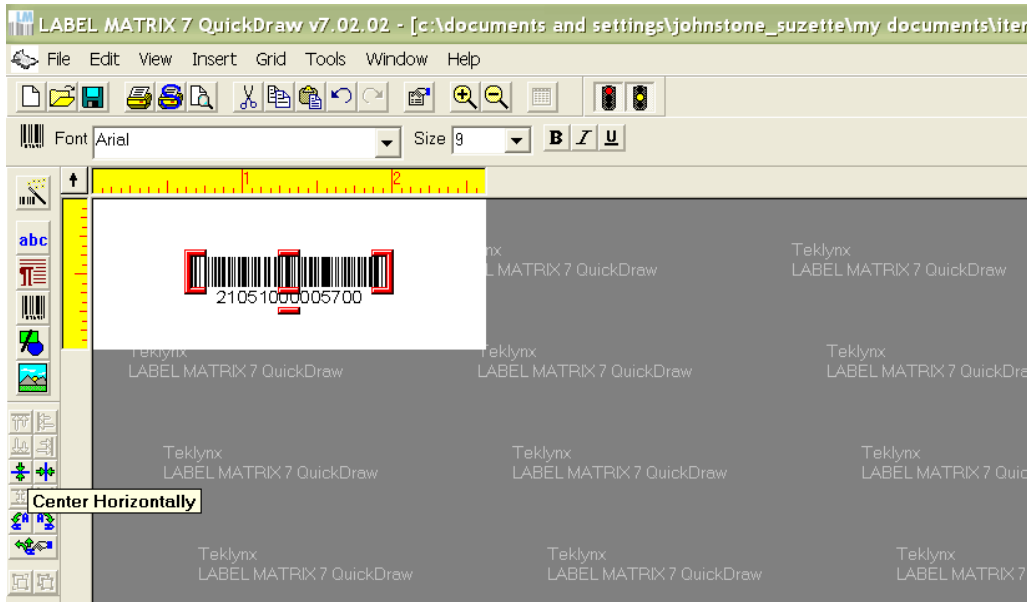 LABEL MATRIX 7 QuickDraw v7.02.02 - [c:\documents and settings\johnstone_suzette\my documents\iter
File Edit View Insert Grid Tools Window Help
Font Arial Size 9 B I U
1 2
abc
21051000005700
Teklynx
LABEL MATRIX 7 QuickDraw
Teklynx
LABEL MATRIX 7 QuickDraw
Teklynx Teklynx Teklynx
LABEL MATRIX 7 QuickDraw LABEL MATRIX 7 QuickDraw LABEL MATRIX 7 QuickDra
Teklynx Teklynx Teklynx
LABEL MATRIX 7 QuickDraw LABEL MATRIX 7 QuickDraw LABEL MATRIX 7 Quic
Center Horizontally
Teklynx Teklynx Teklynx
LABEL MATRIX 7 QuickDraw LABEL MATRIX 7 QuickDraw LABEL MATRIX 7